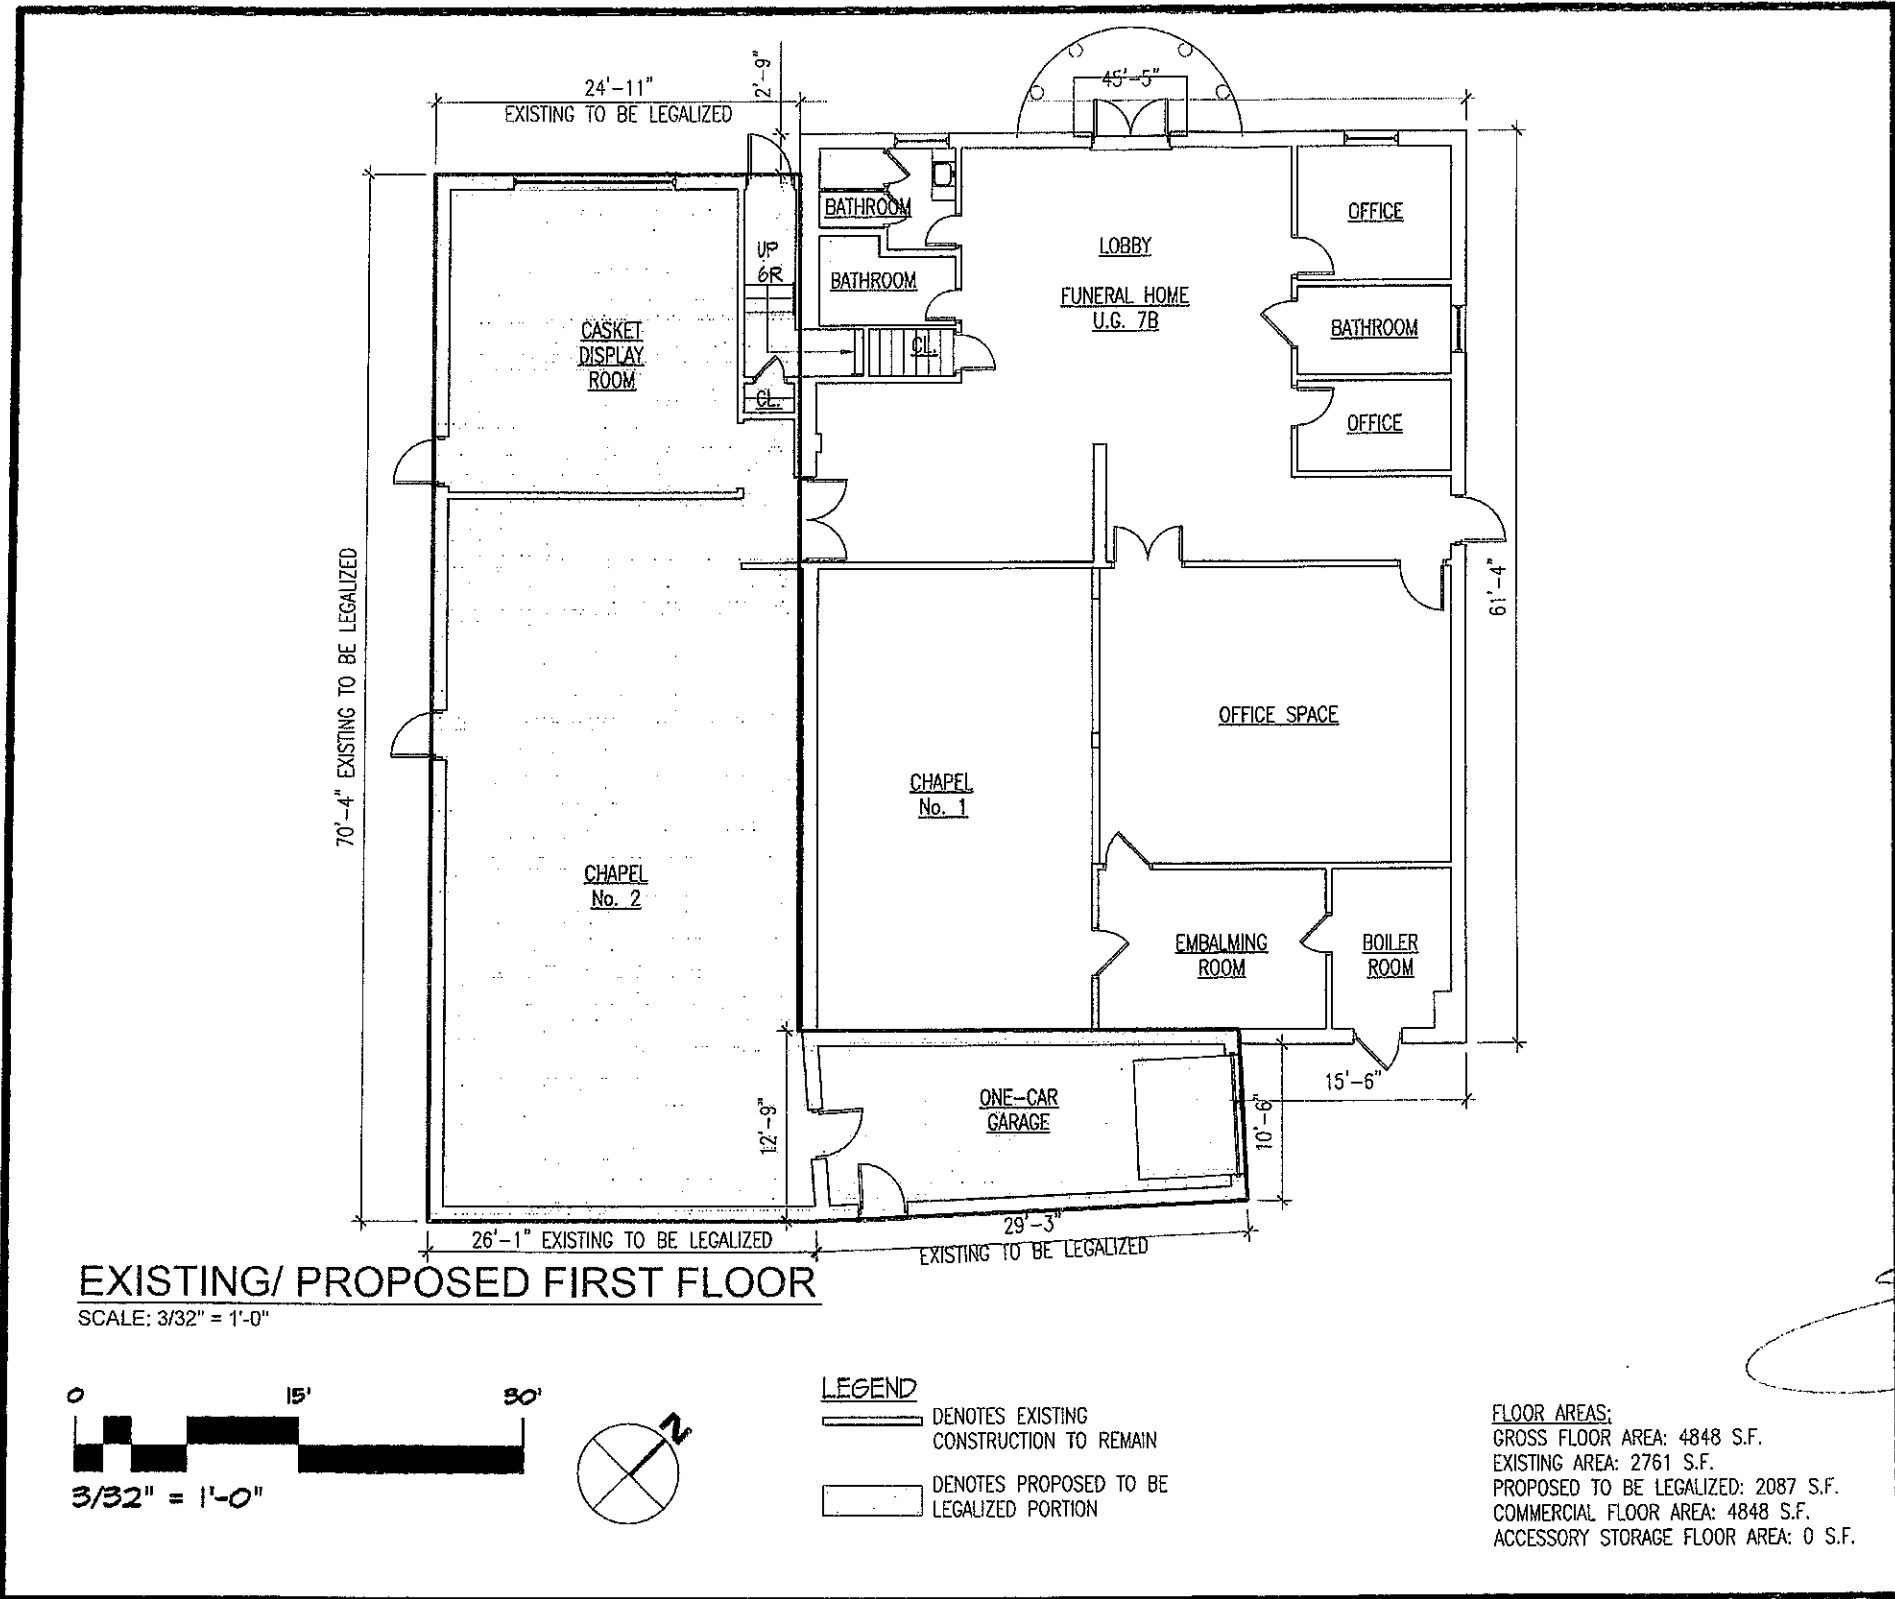 2'-9"
45'-5"
24'-11"
EXISTING TO BE LEGALIZED
BATHROOM
OFFICE
LOBBY
UP
6R
BATHROOM
FUNERAL HOME
U.G. 7B
BATHROOM
CASKET
DISPLAY
ROOM
CL.
CL.
OFFICE
70'-4" EXISTING TO BE LEGALIZED
61'-4"
OFFICE SPACE
CHAPEL
No. 1
CHAPEL
No. 2
EMBALMING
ROOM
BOILER
ROOM
15'-6"
ONE-CAR
GARAGE
12'-9"
10'-6"
29'-3"
EXISTING TO BE LEGALIZED
26'-1" EXISTING TO BE LEGALIZED
EXISTING/ PROPOSED FIRST FLOOR
SCALE: 3/32" = 1'-0"
0 15' 30'
3/32" = 1'-0"
N
LEGEND
DENOTES EXISTING
CONSTRUCTION TO REMAIN
DENOTES PROPOSED TO BE
LEGALIZED PORTION
FLOOR AREAS:
GROSS FLOOR AREA: 4848 S.F.
EXISTING AREA: 2761 S.F.
PROPOSED TO BE LEGALIZED: 2087 S.F.
COMMERCIAL FLOOR AREA: 4848 S.F.
ACCESSORY STORAGE FLOOR AREA: 0 S.F.